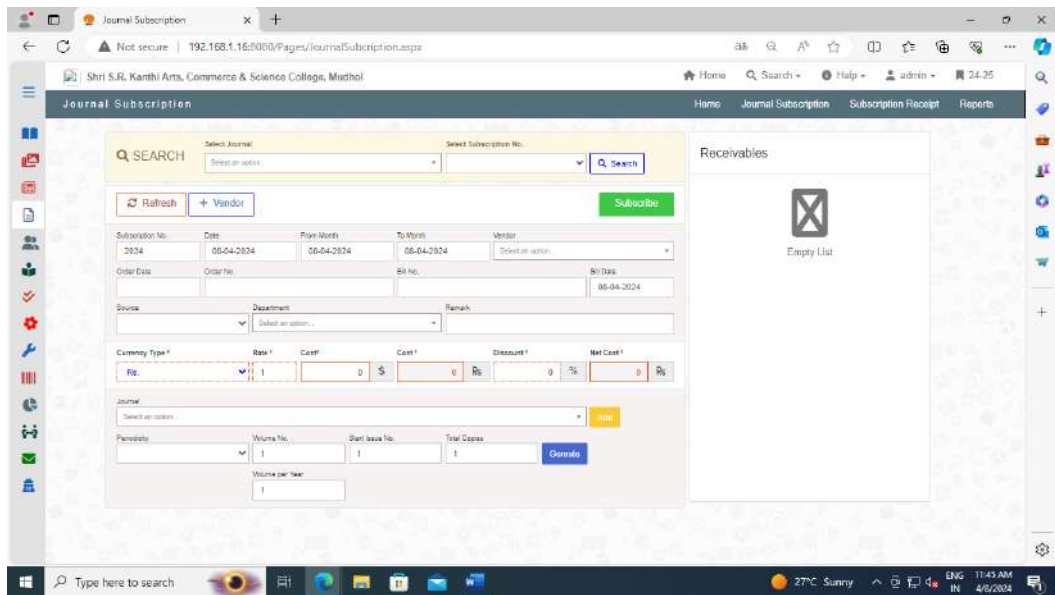 Journal Subscription
Not secure 192.168.1.16:8080/Pages/JournalSubcription.aspx
Shri S.R. Kanthi Arts, Commerce & Science College, Mudhol
Home Search Help admin 24-25
Journal Subscription
Home Journal Subscription Subscription Receipt Reports
SEARCH
Select Journal
Select Subscription No.
Select an option..
Search
Receivables
Refresh + Vendor
Subscribe
Empty List
Subscription No. Date From Month To Month Vendor
2024 08-04-2024 08-04-2024 08-04-2024 Select an option..
Order Date Order No. Bill No. Bill Date
08-04-2024
Source Department Remark
Select an option..
Currency Type * Rate * Cost* Cost * Discount * Net Cost *
Re. 1 0 $ 0 Rs 0 % 0 Rs
Journal
Select an option..
Add
Periodicity Volume No. Start Issue No. Total Copies
1 1 1 Genrate
Volume per Year
1
Type here to search
27°C Sunny
ENG IN
11:45 AM
4/8/2024